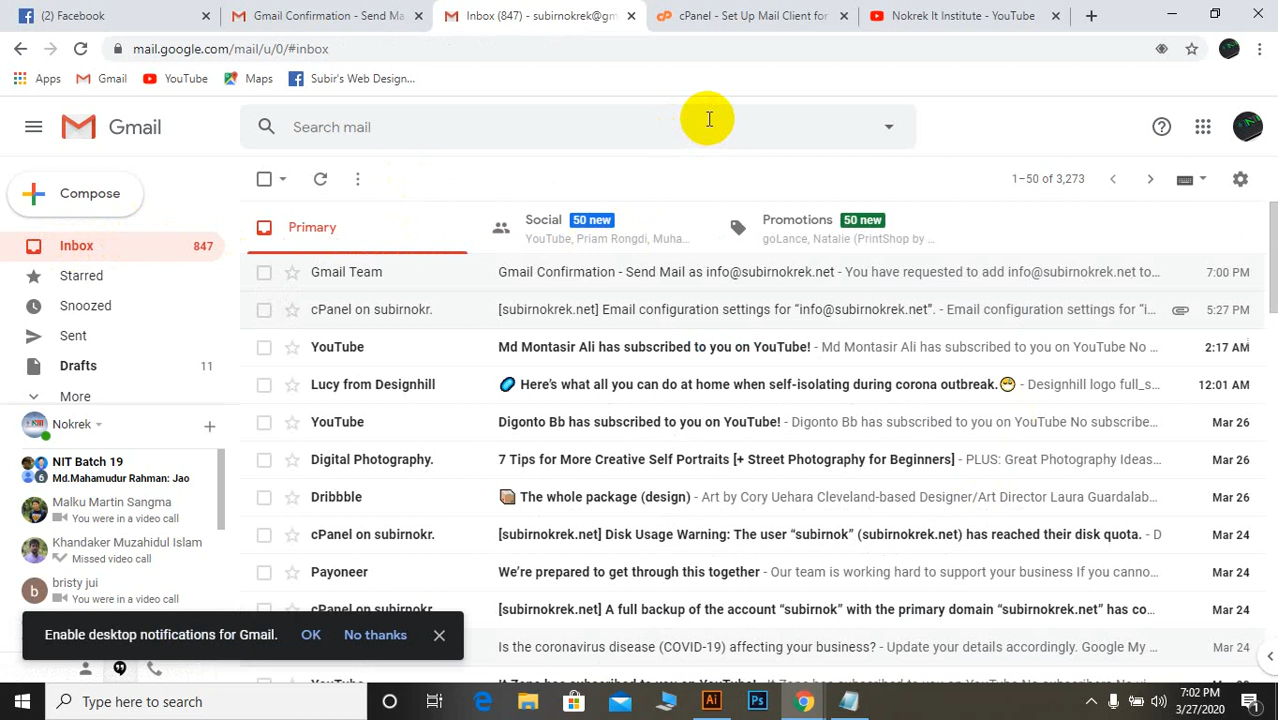 Facebook
Gmail Confirmation - Send Ma
Inbox (847) - subirnokrek@gm
cPanel - Set Up Mail Client for
Nokrek It Institute - YouTube
mail.google.com/mail/u/0/#inbox
Apps
Gmail
YouTube
Maps
Subir's Web Design...
Gmail
Search mail
Compose
1–50 of 3,273
Inbox 847
Starred
Snoozed
Sent
Drafts 11
More
Nokrek
NIT Batch 19
Md.Mahamudur Rahman: Jao
6
Malku Martin Sangma
You were in a video call
Khandaker Muzahidul Islam
Missed video call
bristy jui
You were in a video call
Primary
Social 50 new
YouTube, Priam Rongdi, Muha...
Promotions 50 new
goLance, Natalie (PrintShop by ...
Gmail Team Gmail Confirmation - Send Mail as info@subirnokrek.net - You have requested to add info@subirnokrek.net to... 7:00 PM
cPanel on subirnokr. [subirnokrek.net] Email configuration settings for “info@subirnokrek.net”. - Email configuration settings for “i... 5:27 PM
YouTube Md Montasir Ali has subscribed to you on YouTube! - Md Montasir Ali has subscribed to you on YouTube No ... 2:17 AM
Lucy from Designhill Here’s what all you can do at home when self-isolating during corona outbreak. - Designhill logo full_s... 12:01 AM
YouTube Digonto Bb has subscribed to you on YouTube! - Digonto Bb has subscribed to you on YouTube No subscribe... Mar 26
Digital Photography. 7 Tips for More Creative Self Portraits [+ Street Photography for Beginners] - PLUS: Great Photography Ideas... Mar 26
Dribbble The whole package (design) - Art by Cory Uehara Cleveland-based Designer/Art Director Laura Guardalab... Mar 26
cPanel on subirnokr. [subirnokrek.net] Disk Usage Warning: The user “subirnok” (subirnokrek.net) has reached their disk quota. - D Mar 24
Payoneer We’re prepared to get through this together - Our team is working hard to support your business If you canno... Mar 24
cPanel on subirnokr. [subirnokrek.net] A full backup of the account “subirnok” with the primary domain “subirnokrek.net” has co... Mar 24
Is the coronavirus disease (COVID-19) affecting your business? - Update your details accordingly. Google My ... Mar 24
Enable desktop notifications for Gmail. OK No thanks
Type here to search
7:02 PM
3/27/2020